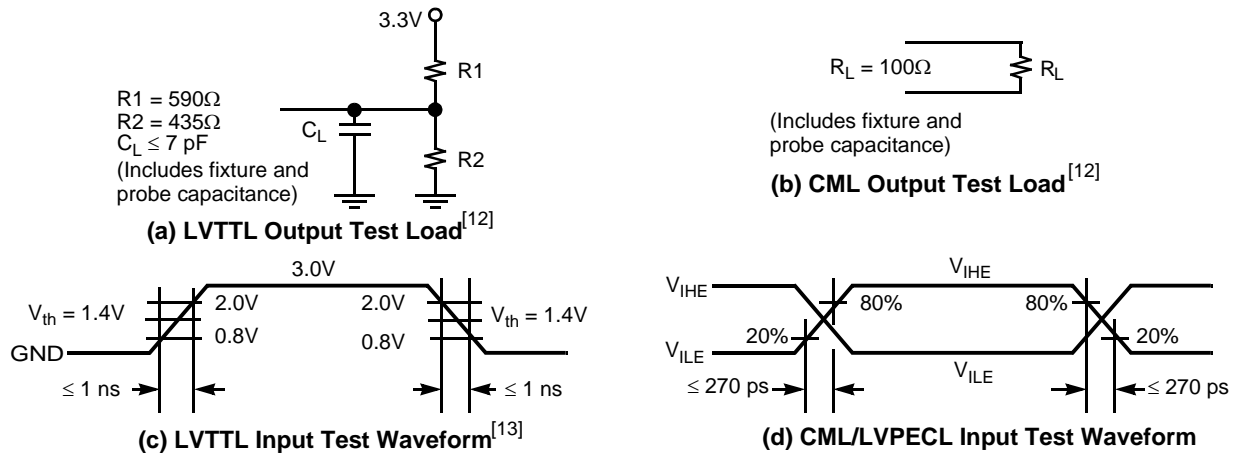 3.3V
R1
R1 = 590Ω
R2 = 435Ω
C_L ≤ 7 pF
(Includes fixture and
probe capacitance)
C_L
R2
(a) LVTTL Output Test Load[12]
R_L = 100Ω
R_L
(Includes fixture and
probe capacitance)
(b) CML Output Test Load[12]
3.0V
V_th = 1.4V
2.0V
0.8V
2.0V
0.8V
V_th = 1.4V
GND
≤ 1 ns
≤ 1 ns
(c) LVTTL Input Test Waveform[13]
V_IHE
V_IHE
80%
80%
20%
20%
V_ILE
V_ILE
≤ 270 ps
≤ 270 ps
(d) CML/LVPECL Input Test Waveform